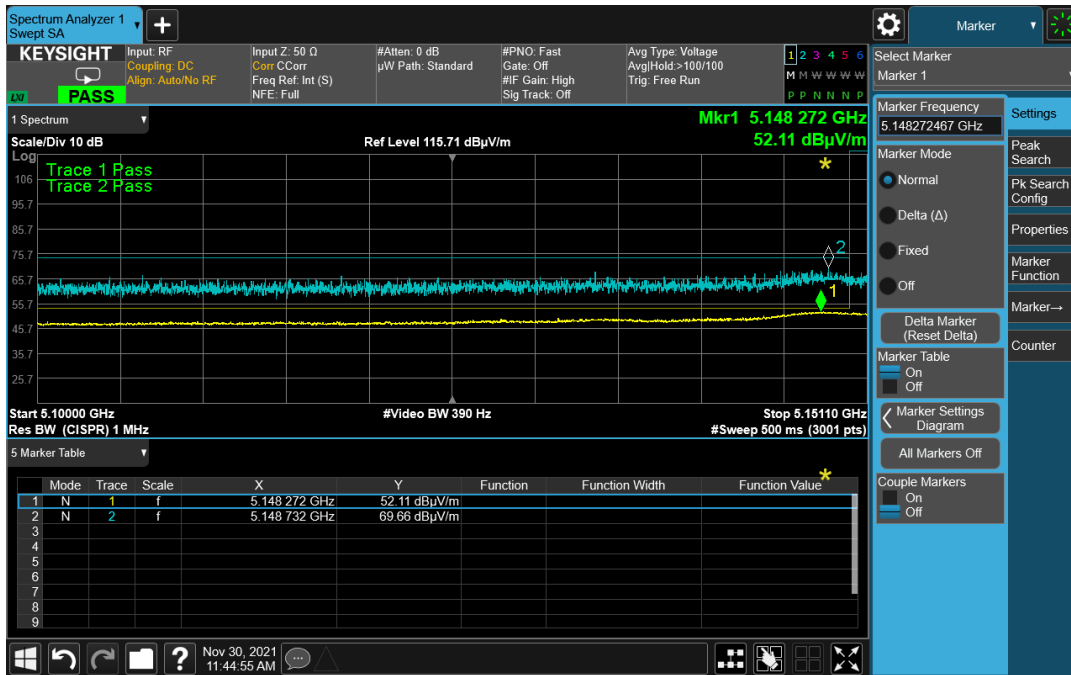 Spectrum Analyzer 1
Swept SA
Marker
KEYSIGHT
LXI
PASS
Input: RF
Coupling: DC
Align: Auto/No RF
Input Z: 50 Ω
Corr CCorr
Freq Ref: Int (S)
NFE: Full
#Atten: 0 dB
µW Path: Standard
#PNO: Fast
Gate: Off
#IF Gain: High
Sig Track: Off
Avg Type: Voltage
Avg|Hold:>100/100
Trig: Free Run
1 2 3 4 5 6
M M W W W W
P P N N N P
Select Marker
Marker 1
1 Spectrum
Scale/Div 10 dB
Ref Level 115.71 dBµV/m
Mkr1 5.148 272 GHz
52.11 dBµV/m
Log
Trace 1 Pass
Trace 2 Pass
106
95.7
85.7
75.7
65.7
55.7
45.7
35.7
25.7
2
1
Start 5.10000 GHz
Res BW (CISPR) 1 MHz
#Video BW 390 Hz
Stop 5.15110 GHz
#Sweep 500 ms (3001 pts)
5 Marker Table
Mode Trace Scale X Y Function Function Width Function Value
1 N 1 f 5.148 272 GHz 52.11 dBµV/m
2 N 2 f 5.148 732 GHz 69.66 dBµV/m
3
4
5
6
7
8
9
Marker Frequency
5.148272467 GHz
Marker Mode
Normal
Delta (Δ)
Fixed
Off
Delta Marker
(Reset Delta)
Marker Table
On
Off
Marker Settings
Diagram
All Markers Off
Couple Markers
On
Off
Settings
Peak
Search
Pk Search
Config
Properties
Marker
Function
Marker→
Counter
?
Nov 30, 2021
11:44:55 AM